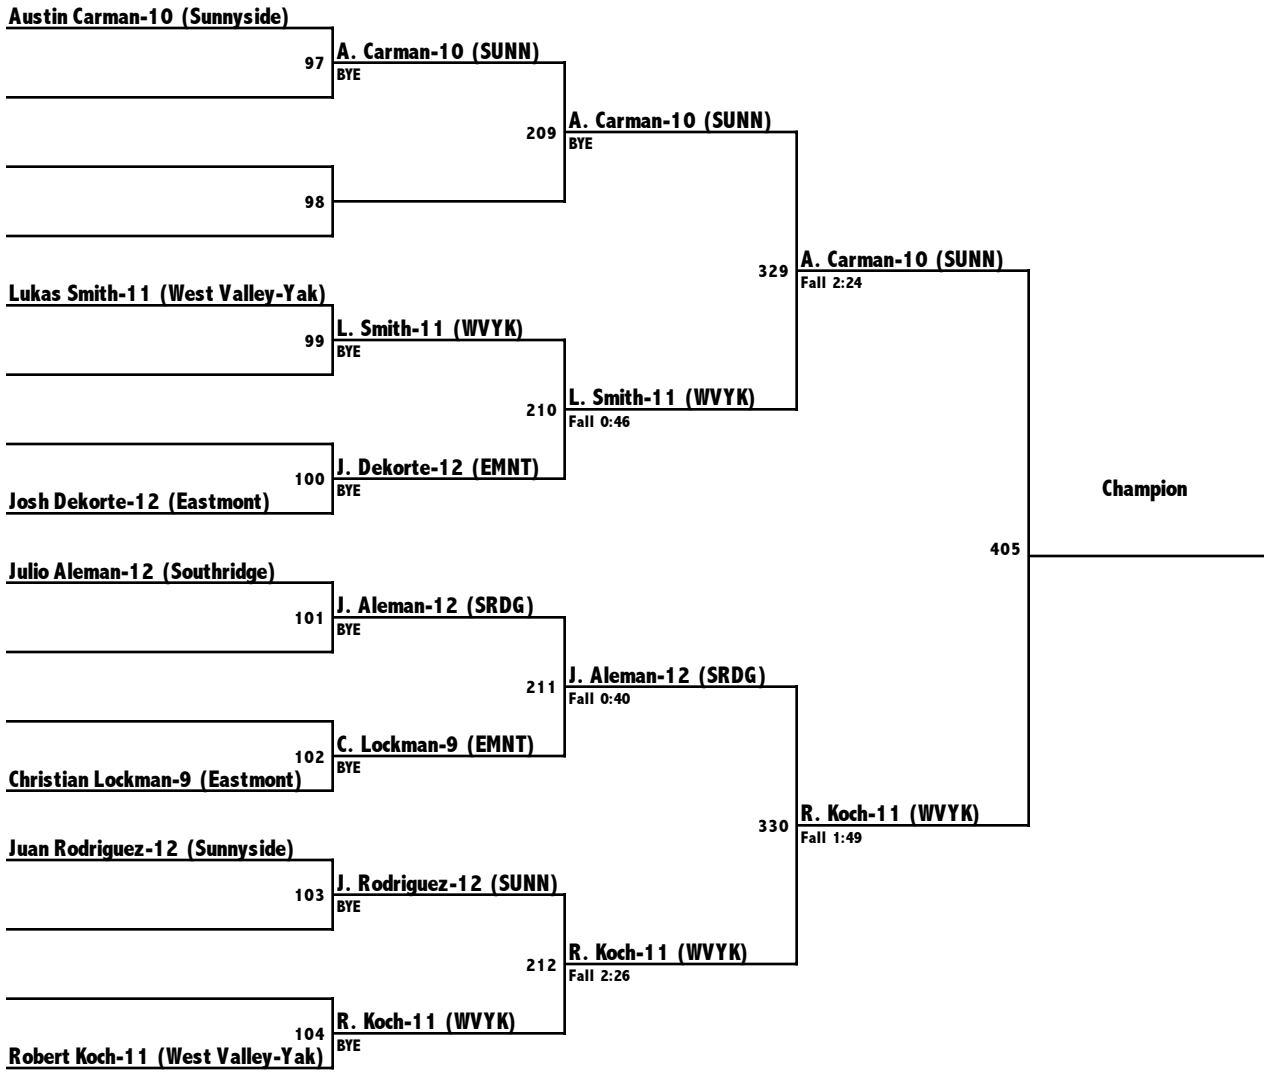 Austin Carman-10 (Sunnyside)
97
A. Carman-10 (SUNN)
BYE
209
A. Carman-10 (SUNN)
BYE
98
329
A. Carman-10 (SUNN)
Fall 2:24
Lukas Smith-11 (West Valley-Yak)
99
L. Smith-11 (WVYK)
BYE
210
L. Smith-11 (WVYK)
Fall 0:46
100
J. Dekorte-12 (EMNT)
BYE
Josh Dekorte-12 (Eastmont)
Champion
405
Julio Aleman-12 (Southridge)
101
J. Aleman-12 (SRDG)
BYE
211
J. Aleman-12 (SRDG)
Fall 0:40
102
C. Lockman-9 (EMNT)
BYE
Christian Lockman-9 (Eastmont)
330
R. Koch-11 (WVYK)
Fall 1:49
Juan Rodriguez-12 (Sunnyside)
103
J. Rodriguez-12 (SUNN)
BYE
212
R. Koch-11 (WVYK)
Fall 2:26
104
R. Koch-11 (WVYK)
BYE
Robert Koch-11 (West Valley-Yak)